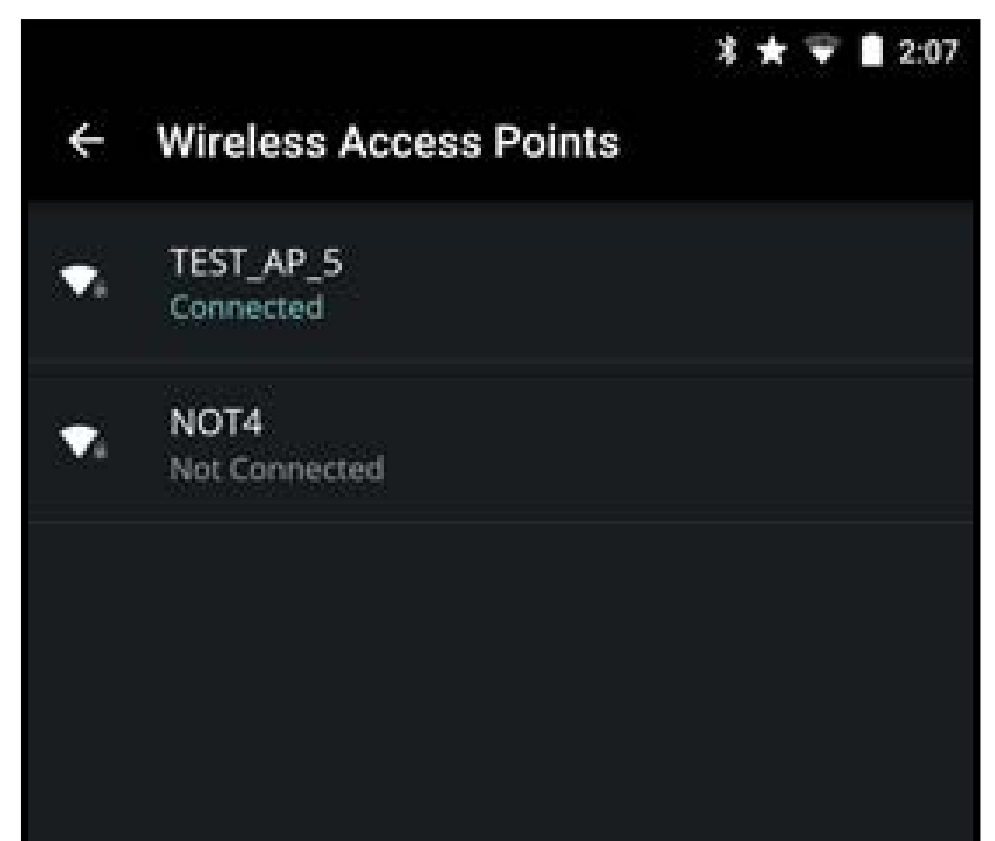 2:07
Wireless Access Points
TEST_AP_5
Connected
NOT4
Not Connected